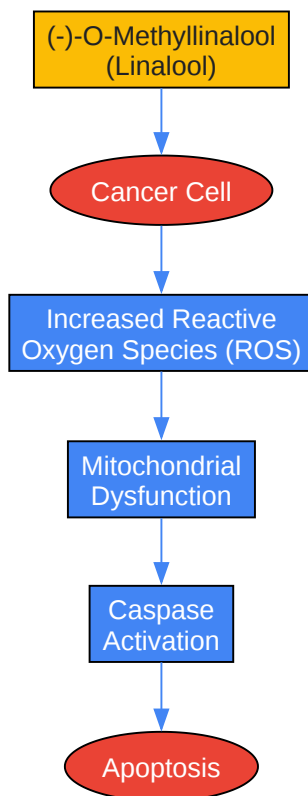 (-)-O-Methyllinalool
(Linalool)
Cancer Cell
Increased Reactive
Oxygen Species (ROS)
Mitochondrial
Dysfunction
Caspase
Activation
Apoptosis